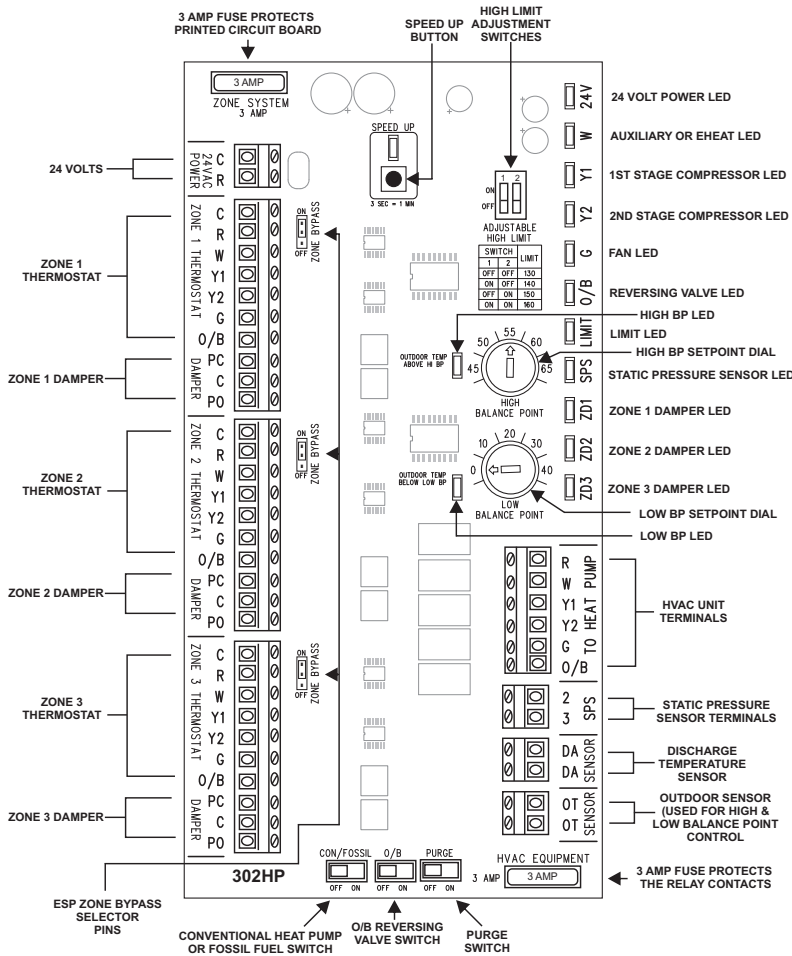 3 AMP FUSE PROTECTS
PRINTED CIRCUIT BOARD
SPEED UP
BUTTON
HIGH LIMIT
ADJUSTMENT
SWITCHES
3 AMP
ZONE SYSTEM
3 AMP
24 VOLTS
24VAC
POWER
C
R
SPEED UP
3 SEC = 1 MIN
1 2
ON
OFF
ADJUSTABLE
HIGH LIMIT
SWITCH LIMIT
1 2
OFF OFF 130
ON OFF 140
OFF ON 150
ON ON 160
24V
24 VOLT POWER LED
W
AUXILIARY OR EHEAT LED
Y1
1ST STAGE COMPRESSOR LED
Y2
2ND STAGE COMPRESSOR LED
G
FAN LED
O/B
REVERSING VALVE LED
HIGH BP LED
LIMIT
LIMIT LED
HIGH BP SETPOINT DIAL
SPS
STATIC PRESSURE SENSOR LED
ZD1
ZONE 1 DAMPER LED
ZD2
ZONE 2 DAMPER LED
ZD3
ZONE 3 DAMPER LED
LOW BP SETPOINT DIAL
LOW BP LED
OUTDOOR TEMP
ABOVE HI BP
45
50
55
60
65
HIGH
BALANCE POINT
OUTDOOR TEMP
BELOW LOW BP
0
10
20
30
40
LOW
BALANCE POINT
ZONE 1
THERMOSTAT
ZONE 1 THERMOSTAT
C
R
W
Y1
Y2
G
O/B
ON
OFF
ZONE BYPASS
ZONE 1 DAMPER
DAMPER
PC
C
PO
ZONE 2
THERMOSTAT
ZONE 2 THERMOSTAT
C
R
W
Y1
Y2
G
O/B
ON
OFF
ZONE BYPASS
ZONE 2 DAMPER
DAMPER
PC
C
PO
ZONE 3
THERMOSTAT
ZONE 3 THERMOSTAT
C
R
W
Y1
Y2
G
O/B
ON
OFF
ZONE BYPASS
ZONE 3 DAMPER
DAMPER
PC
C
PO
R
W
Y1
Y2
G
O/B
TO HEAT PUMP
HVAC UNIT
TERMINALS
2
3
SPS
STATIC PRESSURE
SENSOR TERMINALS
DA
DA
SENSOR
DISCHARGE
TEMPERATURE
SENSOR
OT
OT
SENSOR
OUTDOOR SENSOR
(USED FOR HIGH &
LOW BALANCE POINT
CONTROL
302HP
CON/FOSSIL
OFF ON
O/B
OFF ON
PURGE
OFF ON
HVAC EQUIPMENT
3 AMP
3 AMP
3 AMP FUSE PROTECTS
THE RELAY CONTACTS
ESP ZONE BYPASS
SELECTOR
PINS
CONVENTIONAL HEAT PUMP
OR FOSSIL FUEL SWITCH
O/B REVERSING
VALVE SWITCH
PURGE
SWITCH